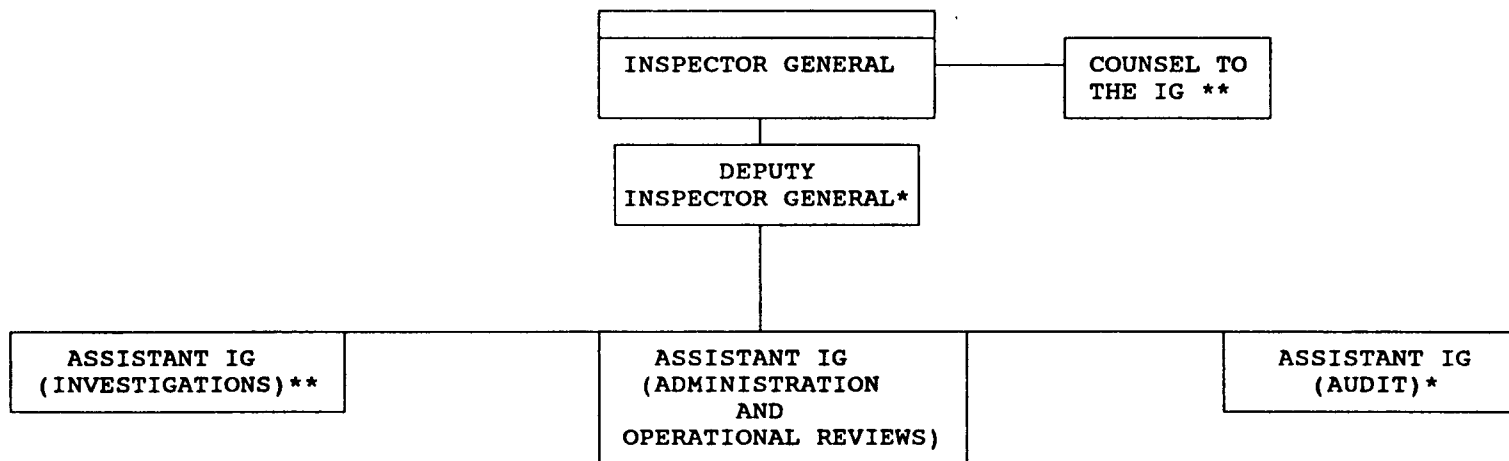 INSPECTOR GENERAL
COUNSEL TO
THE IG **
DEPUTY
INSPECTOR GENERAL*
ASSISTANT IG
(INVESTIGATIONS)**
ASSISTANT IG
(ADMINISTRATION
AND
OPERATIONAL REVIEWS)
ASSISTANT IG
(AUDIT)*